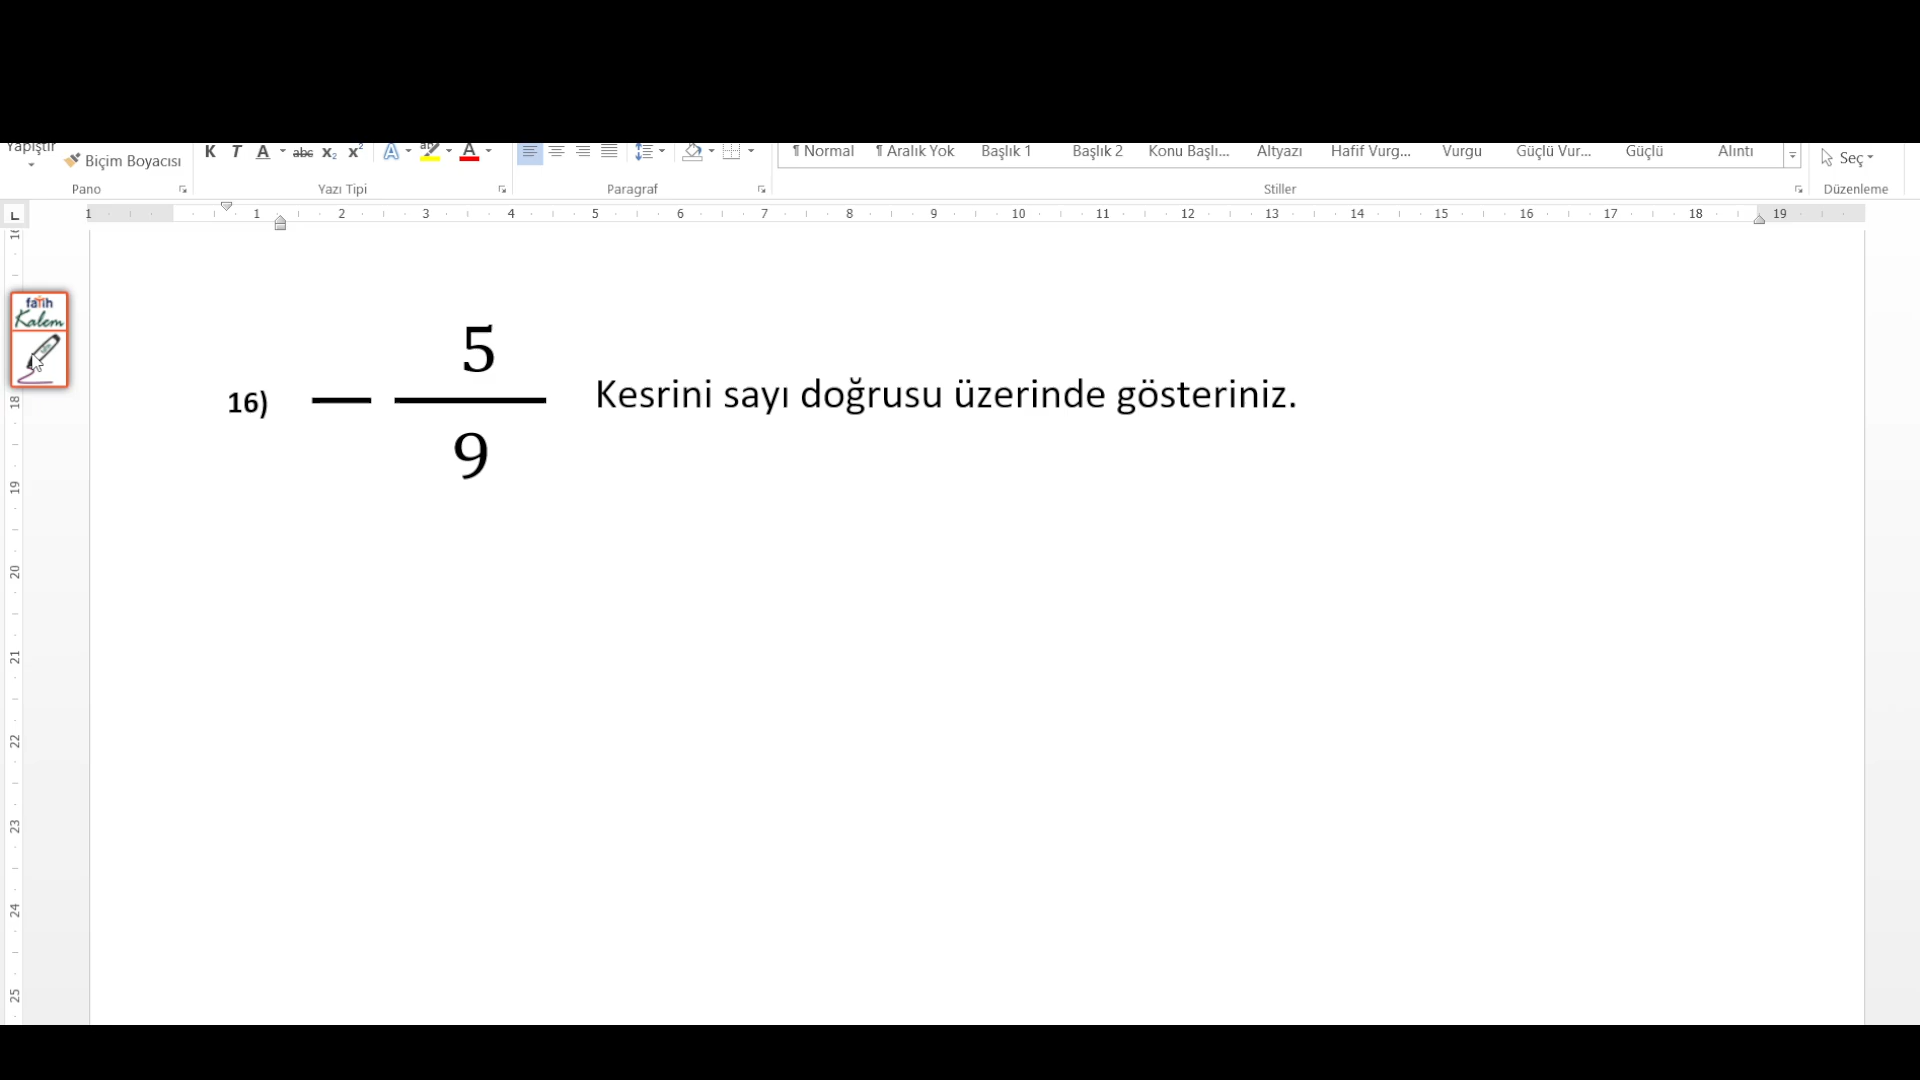 Yapıştır
Biçim Boyacısı
K T A abc x₂ x² A ab A
¶ Normal ¶ Aralık Yok Başlık 1 Başlık 2 Konu Başlı... Altyazı Hafif Vurg... Vurgu Güçlü Vur... Güçlü Alıntı
Seç
Pano Yazı Tipi Paragraf Stiller Düzenleme
1 1 2 3 4 5 6 7 8 9 10 11 12 13 14 15 16 17 18 19
fatih
Kalem
16) — 5/9 Kesrini sayı doğrusu üzerinde gösteriniz.
18
19
20
21
22
23
24
25